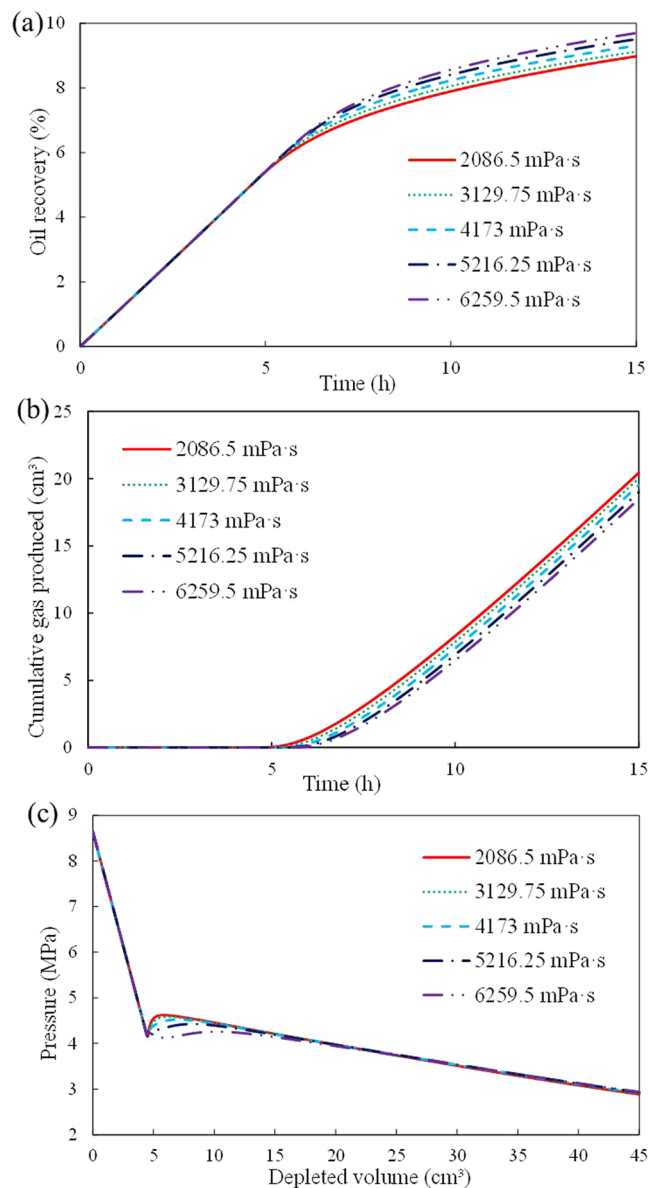 (a)
10
8
6
4
2
0
Oil recovery (%)
2086.5 mPa·s
3129.75 mPa·s
4173 mPa·s
5216.25 mPa·s
6259.5 mPa·s
0 5 10 15
Time (h)
(b)
25
20
15
10
5
0
Cumulative gas produced (cm³)
2086.5 mPa·s
3129.75 mPa·s
4173 mPa·s
5216.25 mPa·s
6259.5 mPa·s
0 5 10 15
Time (h)
(c)
9
8
7
6
5
4
3
2
Pressure (MPa)
2086.5 mPa·s
3129.75 mPa·s
4173 mPa·s
5216.25 mPa·s
6259.5 mPa·s
0 5 10 15 20 25 30 35 40 45
Depleted volume (cm³)